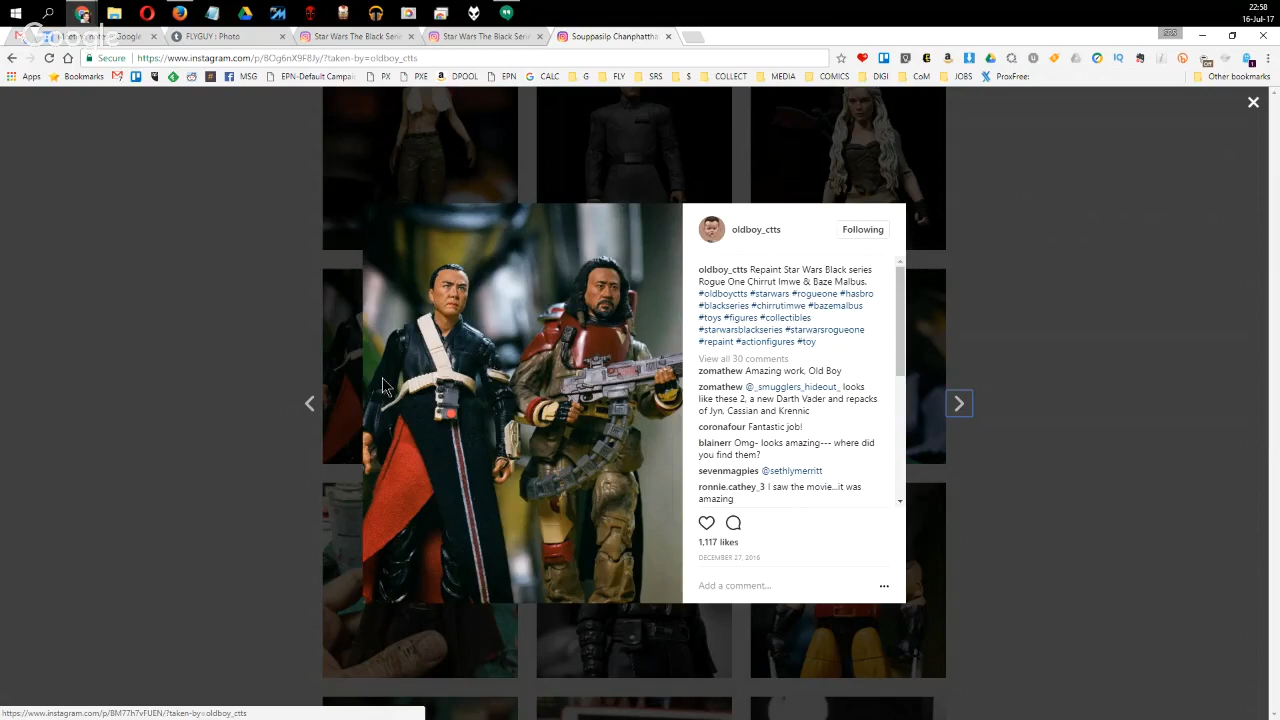 22:58
16-Jul-17
Google
FLYGUY : Photo
Star Wars The Black Serie
Star Wars The Black Serie
Souppasiip Chanphattha
Secure
https://www.instagram.com/p/BOg6nX9F8Jy/?taken-by=oldboy_ctts
Apps
Bookmarks
MSG
EPN-Default Campai
PX
PXE
DPOOL
EPN
CALC
G
FLY
SRS
$
COLLECT
MEDIA
COMICS
DIGI
CoM
JOBS
ProxFree:
Other bookmarks
oldboy_ctts
Following
oldboy_ctts Repaint Star Wars Black series
Rogue One Chirrut Imwe & Baze Malbus.
#oldboyctts #starwars #rogueone #hasbro
#blackseries #chirrutimwe #bazemalbus
#toys #figures #collectibles
#starwarsblackseries #starwarsrogueone
#repaint #actionfigures #toy
View all 30 comments
zomathew Amazing work, Old Boy
zomathew @_smugglers_hideout_ looks
like these 2, a new Darth Vader and repacks
of Jyn, Cassian and Krennic
coronafour Fantastic job!
blainerr Omg- looks amazing--- where did
you find them?
sevenmagpies @sethlymerritt
ronnie.cathey_3 I saw the movie...it was
amazing
1,117 likes
DECEMBER 27, 2016
Add a comment...
https://www.instagram.com/p/BM77h7vFUEN/?taken-by=oldboy_ctts